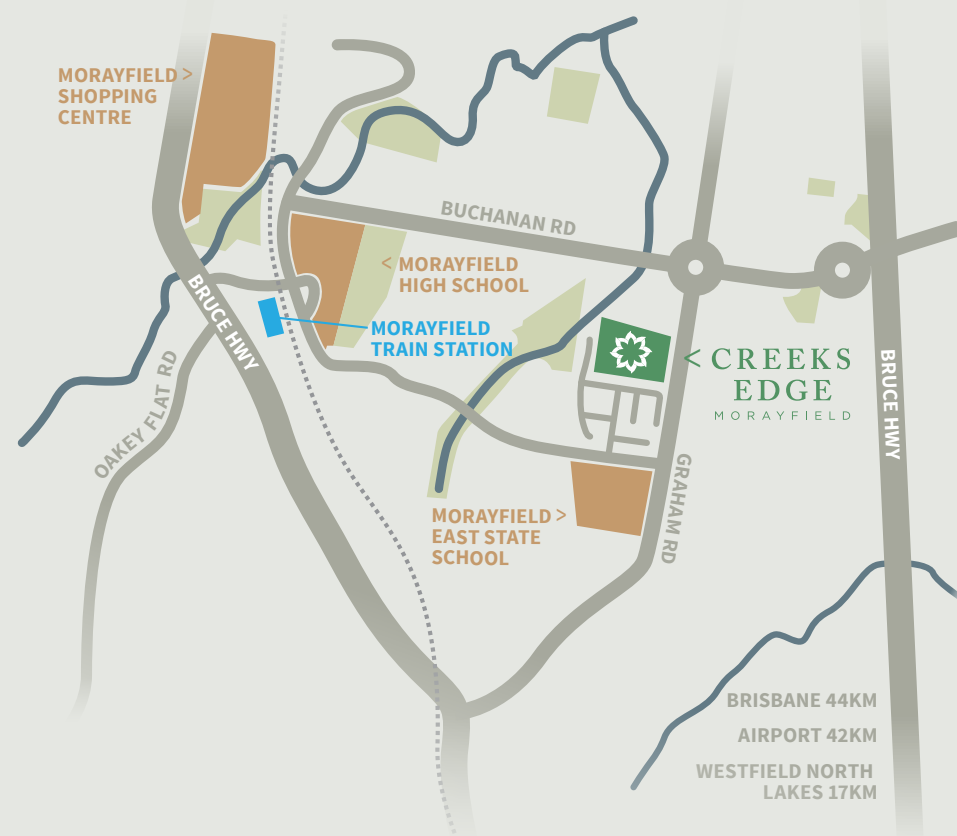 MORAYFIELD >
SHOPPING
CENTRE
BUCHANAN RD
< MORAYFIELD
HIGH SCHOOL
BRUCE HWY
MORAYFIELD
TRAIN STATION
OAKEY FLAT RD
< CREEKS
EDGE
MORAYFIELD
BRUCE HWY
GRAHAM RD
MORAYFIELD >
EAST STATE
SCHOOL
BRISBANE 44KM
AIRPORT 42KM
WESTFIELD NORTH
LAKES 17KM